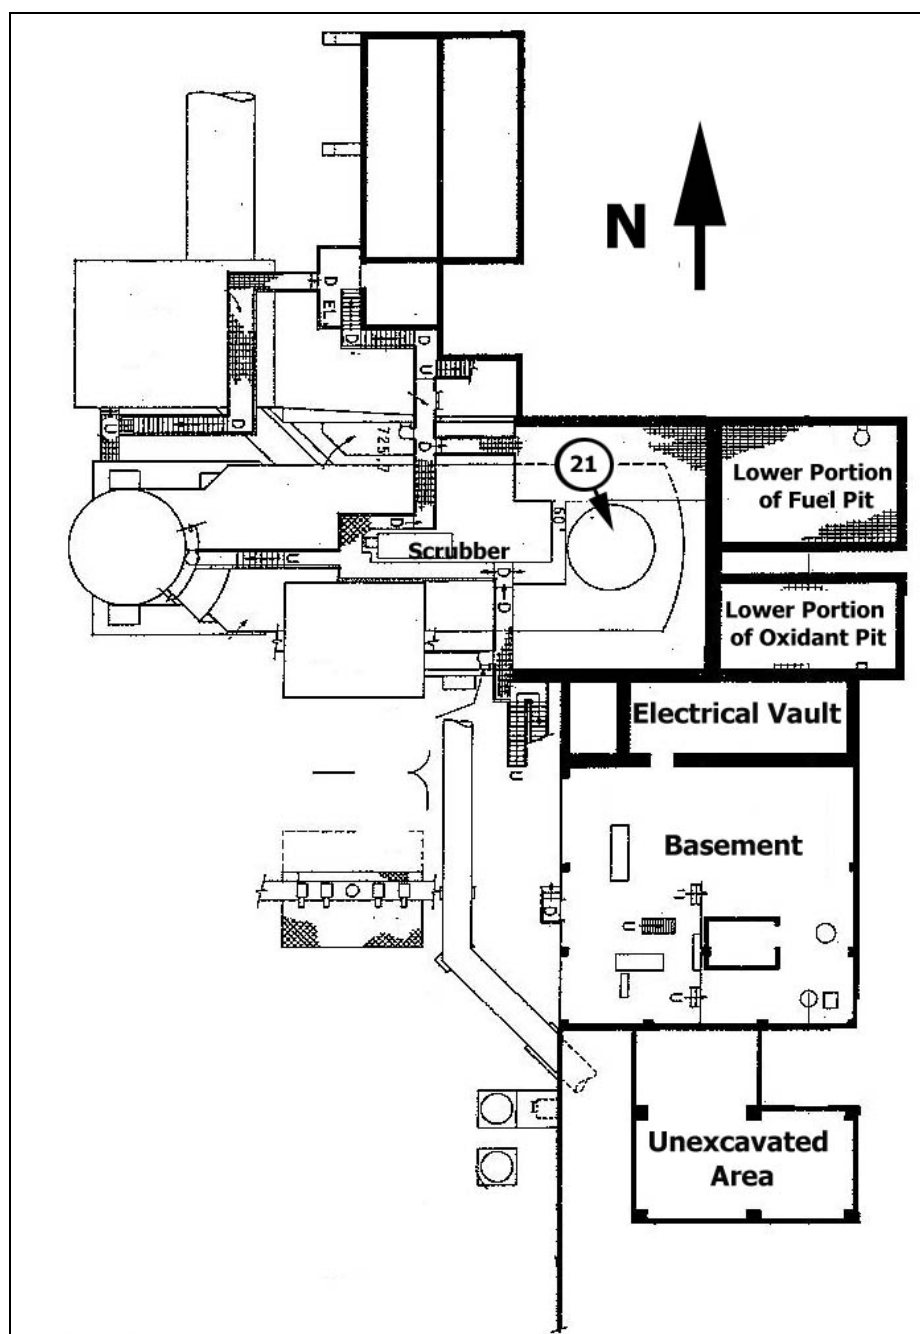 N
D
EL.
D
D
D
U
U
D
D
725.7
21
Lower Portion
of Fuel Pit
60'
D
Scrubber
U
D
D
Lower Portion
of Oxidant Pit
Electrical Vault
U
Basement
D
U
U
U
Unexcavated
Area